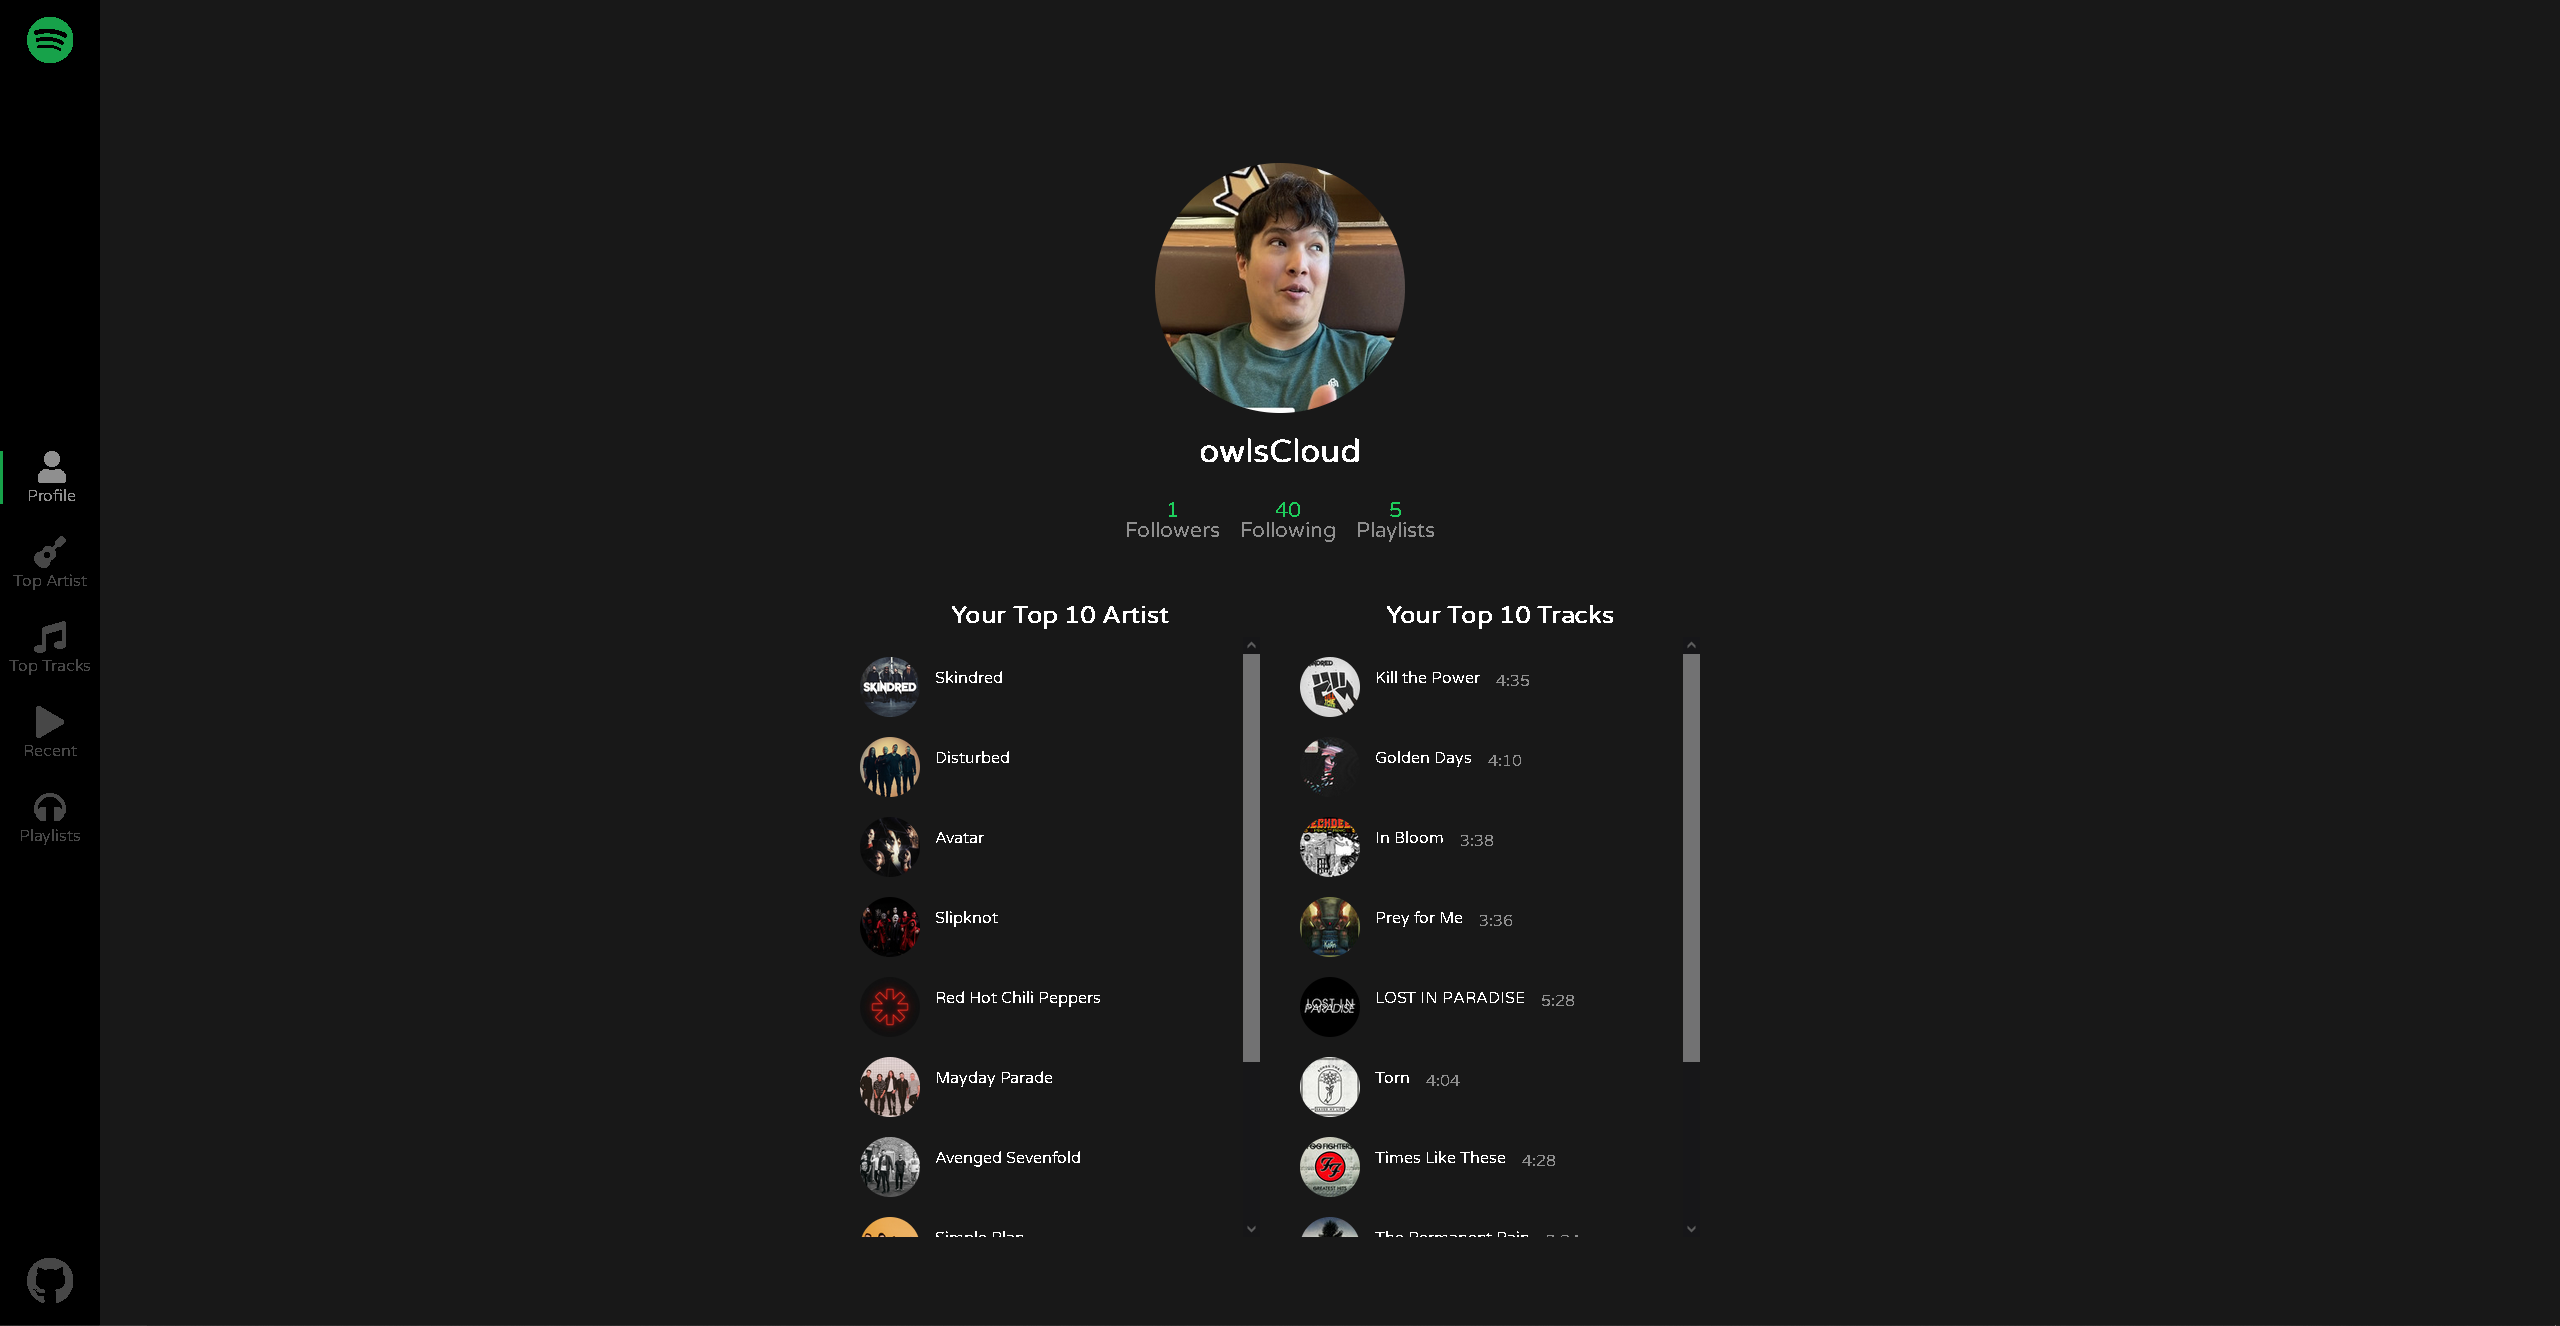 Profile
Top Artist
Top Tracks
Recent
Playlists
owlsCloud
1 40 5
Followers Following Playlists
Your Top 10 Artist
SKINDRED
Skindred
Disturbed
Avatar
Slipknot
Red Hot Chili Peppers
Mayday Parade
Avenged Sevenfold
Simple Plan
Your Top 10 Tracks
Kill the Power 4:35
Golden Days 4:10
In Bloom 3:38
Prey for Me 3:36
LOST IN
PARADISE
LOST IN PARADISE 5:28
Torn 4:04
GREATEST HITS
Times Like These 4:28
The Permanent Rain